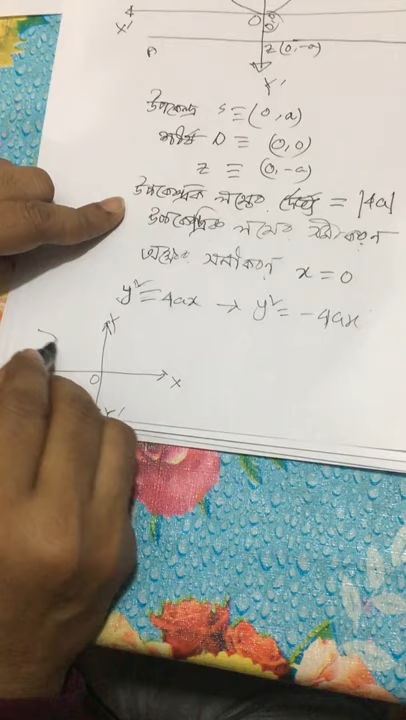 O
X'
Z(0,-a)
Y'
উপকেন্দ্র S ≡ (0, a)
শীর্ষ O ≡ (0, 0)
Z ≡ (0, -a)
উপকেন্দ্রিক লম্বের দৈর্ঘ্য = |4a|
উপকেন্দ্রিক লম্বের সমীকরণ
অক্ষের সমীকরণ x = 0
y² = 4ax → y² = -4ax
Y
O
X
Y'